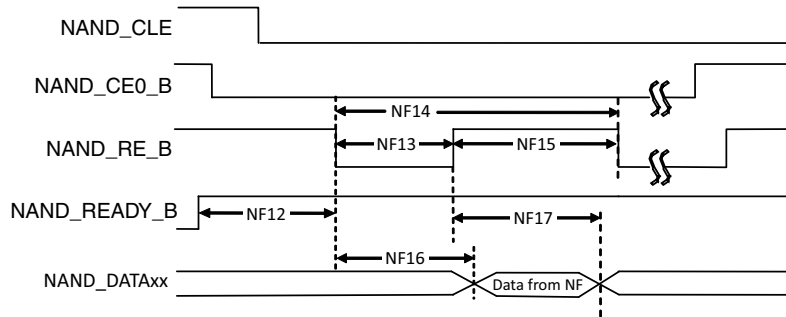 NAND_CLE
NAND_CE0_B
NF14
NAND_RE_B
NF13
NF15
NAND_READY_B
NF12
NF17
NF16
NAND_DATAxx
Data from NF